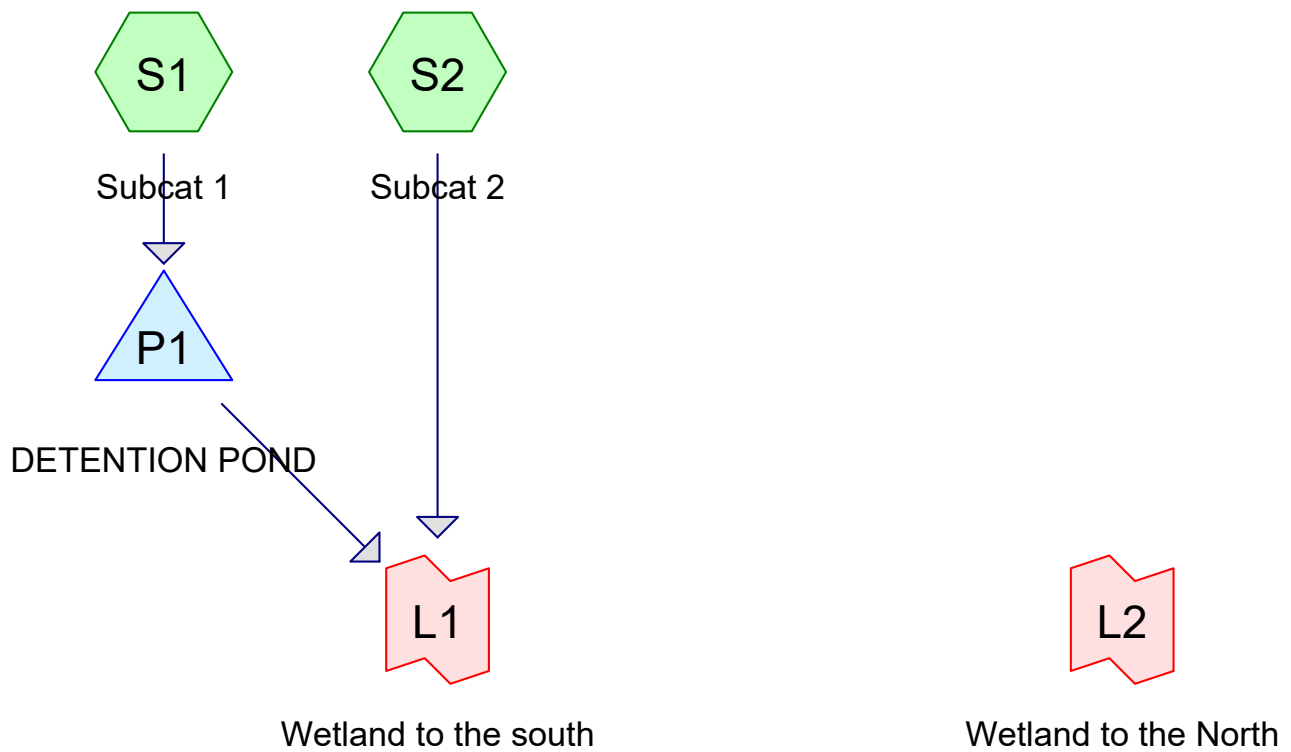 S1
S2
Subcat 1
Subcat 2
P1
DETENTION POND
L1
L2
Wetland to the south
Wetland to the North